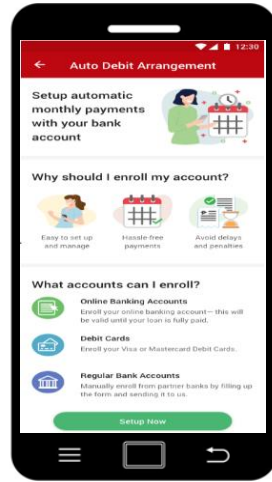 12:30
Auto Debit Arrangement
Setup automatic
monthly payments
with your bank
account
Why should I enroll my account?
Easy to set up
and manage
Hassle-free
payments
Avoid delays
and penalties
What accounts can I enroll?
Online Banking Accounts
Enroll your online banking account— this will
be valid until your loan is fully paid.
Debit Cards
Enroll your Visa or Mastercard Debit Cards.
Regular Bank Accounts
Manually enroll from partner banks by filling up
the form and sending it to us.
Setup Now